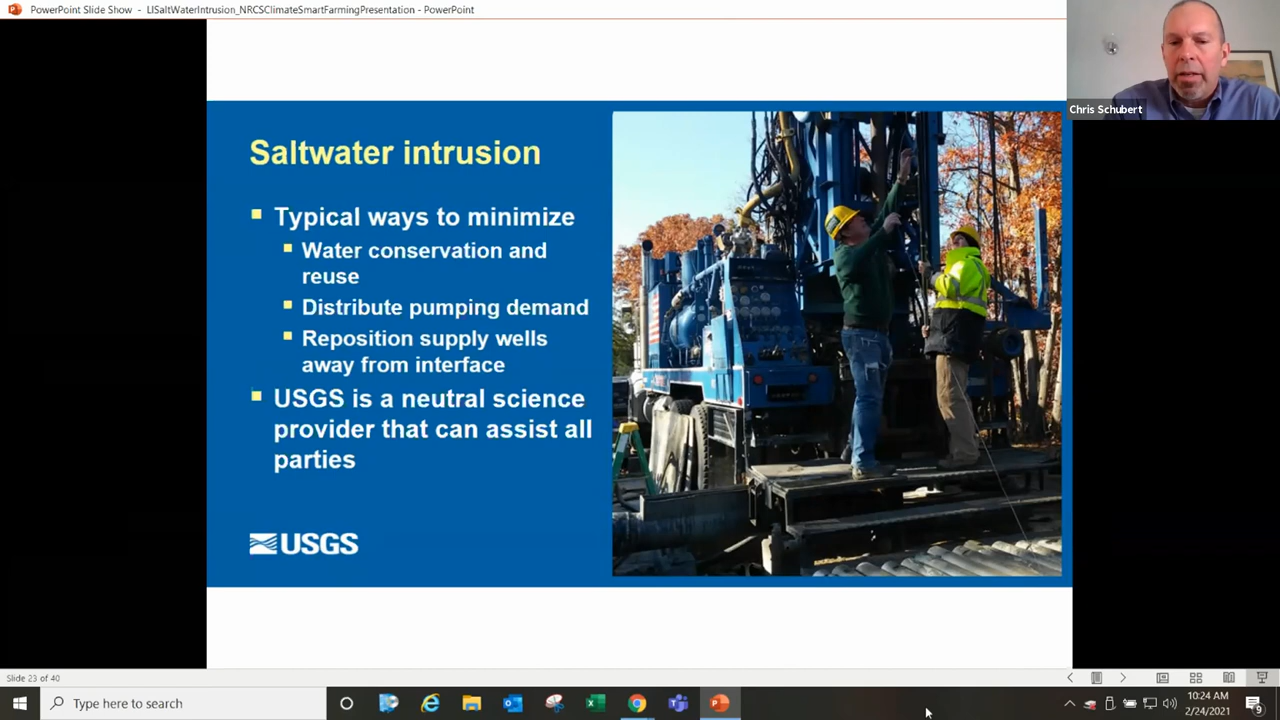 PowerPoint Slide Show - LISaltWaterIntrusion_NRCSClimateSmartFarmingPresentation - PowerPoint
Chris Schubert
Saltwater intrusion
Typical ways to minimize
Water conservation and
reuse
Distribute pumping demand
Reposition supply wells
away from interface
USGS is a neutral science
provider that can assist all
parties
USGS
Slide 23 of 40
Type here to search
10:24 AM
2/24/2021
9